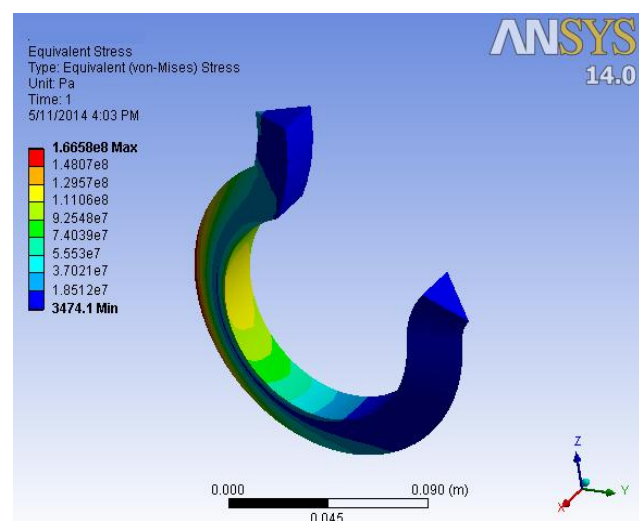 ANSYS
14.0
.
Equivalent Stress
Type: Equivalent (von-Mises) Stress
Unit: Pa
Time: 1
5/11/2014 4:03 PM
1.6658e8 Max
1.4807e8
1.2957e8
1.1106e8
9.2548e7
7.4039e7
5.553e7
3.7021e7
1.8512e7
3474.1 Min
0.000
0.090 (m)
0.045
Z
Y
X